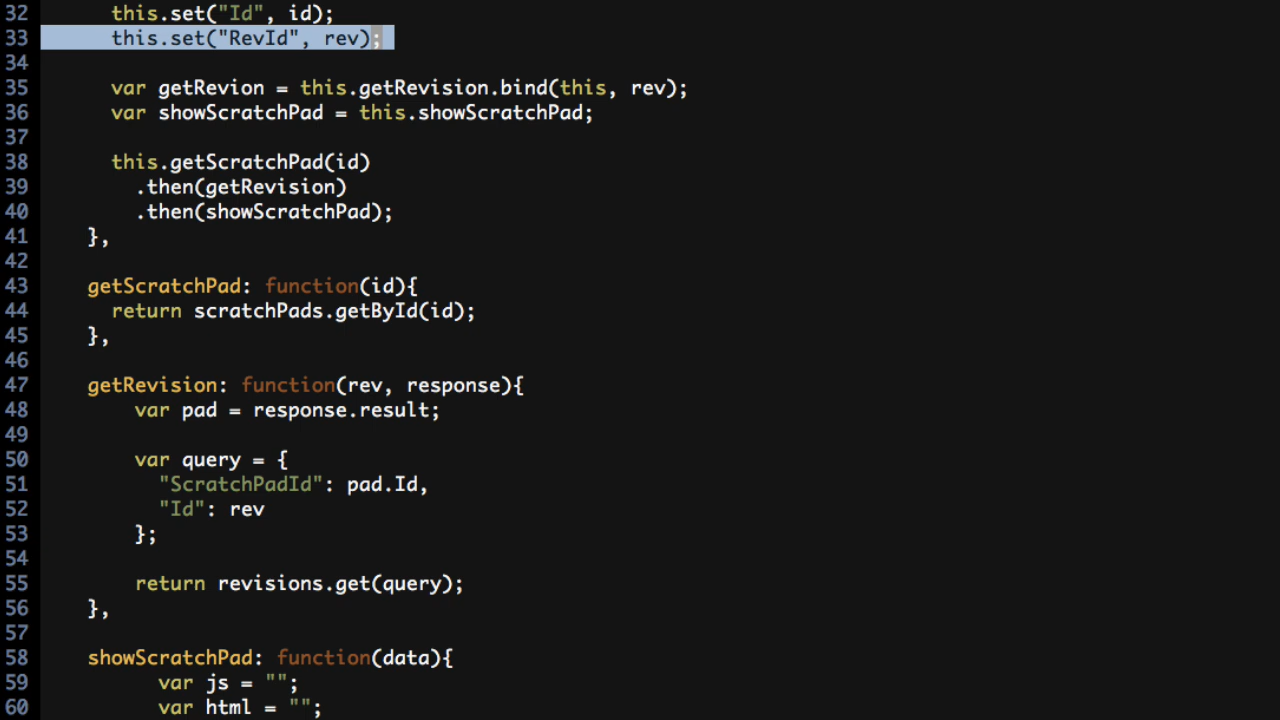 32 this.set("Id", id);
33 this.set("RevId", rev);
34
35 var getRevion = this.getRevision.bind(this, rev);
36 var showScratchPad = this.showScratchPad;
37
38 this.getScratchPad(id)
39 .then(getRevision)
40 .then(showScratchPad);
41 },
42
43 getScratchPad: function(id){
44 return scratchPads.getById(id);
45 },
46
47 getRevision: function(rev, response){
48 var pad = response.result;
49
50 var query = {
51 "ScratchPadId": pad.Id,
52 "Id": rev
53 };
54
55 return revisions.get(query);
56 },
57
58 showScratchPad: function(data){
59 var js = "";
60 var html = "";